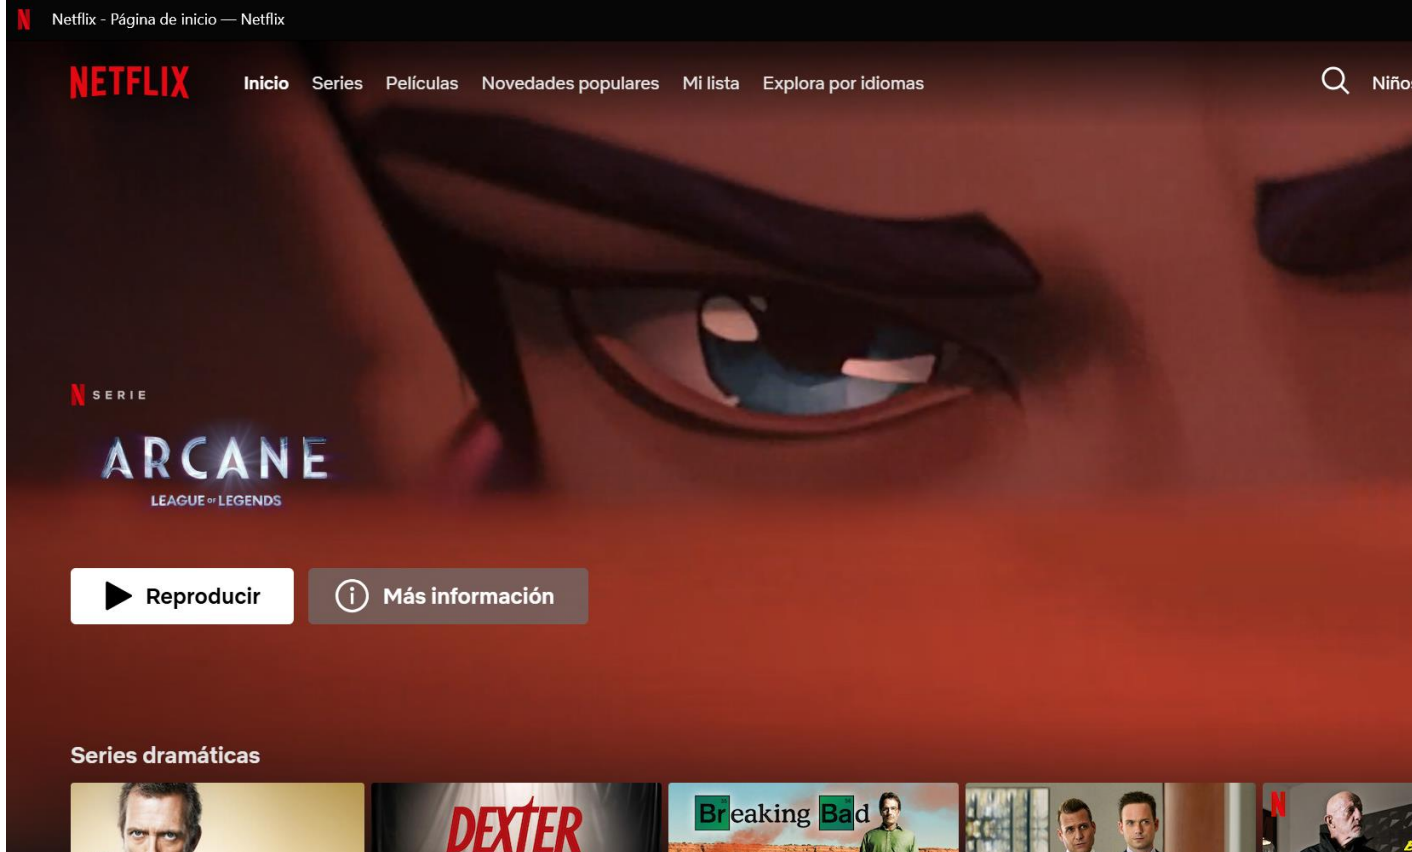 Netflix - Página de inicio — Netflix
NETFLIX Inicio Series Películas Novedades populares Mi lista Explora por idiomas Niños
N SERIE
ARCANE
LEAGUE OF LEGENDS
Reproducir Más información
Series dramáticas
DEXTER Breaking Bad N